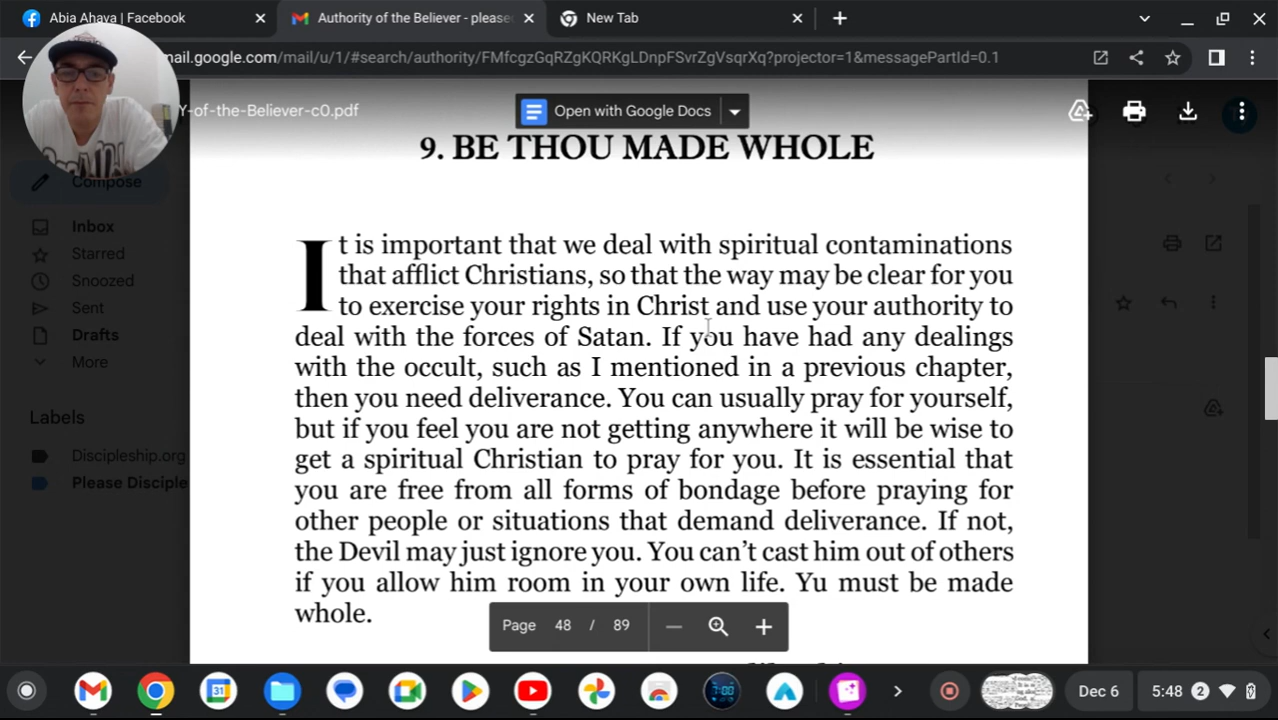 Abia Ahava | Facebook
Authority of the Believer - please
New Tab
mail.google.com/mail/u/1/#search/authority/FMfcgzGqRZgKQRKgLDnpFSvrZgVsqrXq?projector=1&messagePartId=0.1
Y-of-the-Believer-c0.pdf
Open with Google Docs
Compose
Inbox
Starred
Snoozed
Sent
Drafts
More
Labels
Discipleship.org
Please Disciple
9. BE THOU MADE WHOLE
It is important that we deal with spiritual contaminations
that afflict Christians, so that the way may be clear for you
to exercise your rights in Christ and use your authority to
deal with the forces of Satan. If you have had any dealings
with the occult, such as I mentioned in a previous chapter,
then you need deliverance. You can usually pray for yourself,
but if you feel you are not getting anywhere it will be wise to
get a spiritual Christian to pray for you. It is essential that
you are free from all forms of bondage before praying for
other people or situations that demand deliverance. If not,
the Devil may just ignore you. You can't cast him out of others
if you allow him room in your own life. Yu must be made
whole.
Page 48 / 89
7:00
Dec 6
5:48
2